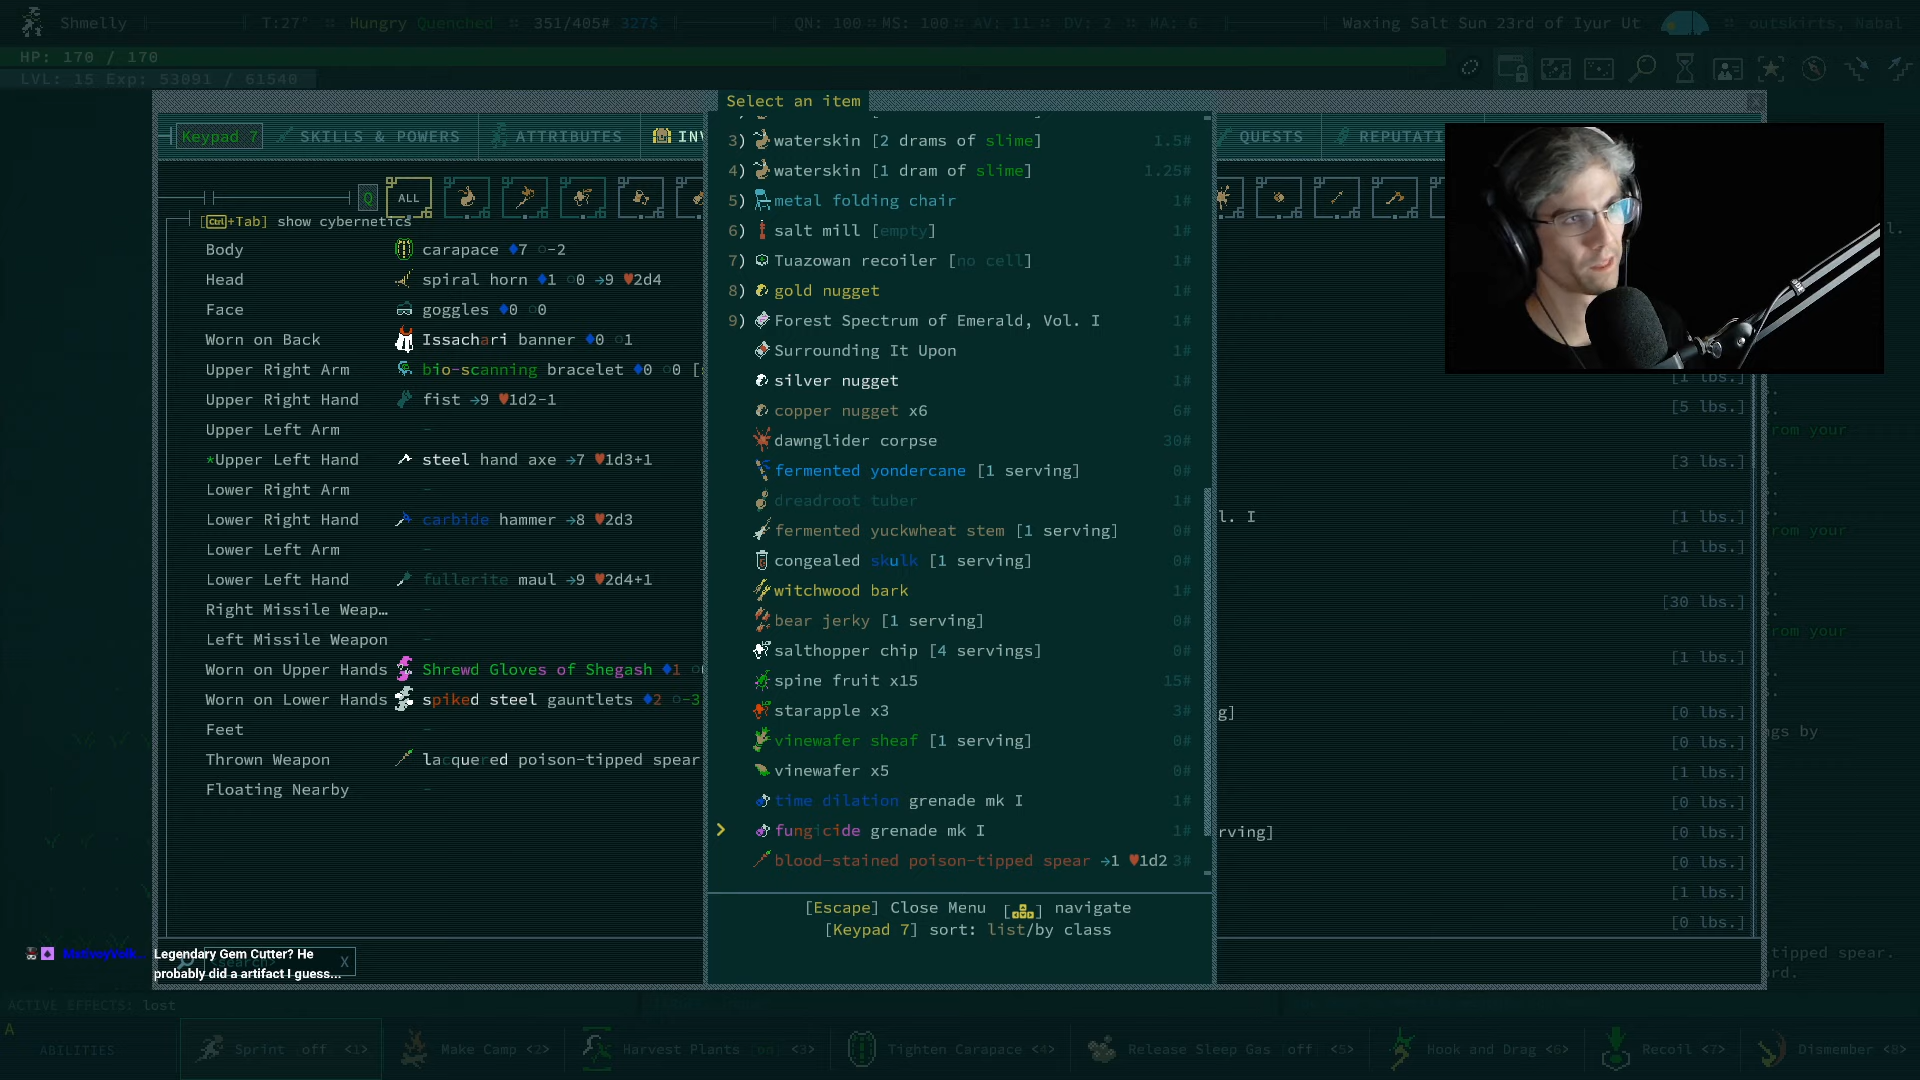 Shmelly T:27° Hungry Quenched 351/405# 327$ QN: 100 MS: 100 AV: 11 DV: 2 MA: 6 Waxing Salt Sun 23rd of Iyur Ut outskirts, Nabal
HP: 170 / 170
LVL: 15 Exp: 53091 / 61540
Select an item
Keypad 7 SKILLS & POWERS ATTRIBUTES INV QUESTS REPUTATI
Q ALL
[Ctrl+Tab] show cybernetics
Body carapace 7 -2
Head spiral horn 1 0 →9 ♥2d4
Face goggles 0 0
Worn on Back Issachari banner 0 1
Upper Right Arm bio-scanning bracelet 0 0 [
Upper Right Hand fist →9 ♥1d2-1
Upper Left Arm -
*Upper Left Hand steel hand axe →7 ♥1d3+1
Lower Right Arm -
Lower Right Hand carbide hammer →8 ♥2d3
Lower Left Arm -
Lower Left Hand fullerite maul →9 ♥2d4+1
Right Missile Weap… -
Left Missile Weapon -
Worn on Upper Hands Shrewd Gloves of Shegash 1
Worn on Lower Hands spiked steel gauntlets 2 -3
Feet -
Thrown Weapon lacquered poison-tipped spear
Floating Nearby -
3) waterskin [2 drams of slime] 1.5#
4) waterskin [1 dram of slime] 1.25#
5) metal folding chair 1#
6) salt mill [empty] 1#
7) Tuazowan recoiler [no cell] 1#
8) gold nugget 1#
9) Forest Spectrum of Emerald, Vol. I 1#
Surrounding It Upon 1#
silver nugget 1#
copper nugget x6 6#
dawnglider corpse 30#
fermented yondercane [1 serving] 0#
dreadroot tuber 1#
fermented yuckwheat stem [1 serving] 0#
congealed skulk [1 serving] 0#
witchwood bark 1#
bear jerky [1 serving] 0#
salthopper chip [4 servings] 0#
spine fruit x15 15#
starapple x3 3#
vinewafer sheaf [1 serving] 0#
vinewafer x5 0#
time dilation grenade mk I 1#
fungicide grenade mk I 1#
blood-stained poison-tipped spear →1 ♥1d2 3#
[Escape] Close Menu [ ] navigate
[Keypad 7] sort: list/by class
l.
[1 lbs.]
[5 lbs.]
from your
[3 lbs.]
l. I [1 lbs.]
from your
[1 lbs.]
[30 lbs.]
from your
[1 lbs.]
g] [0 lbs.]
ngs by
[0 lbs.]
[1 lbs.]
[0 lbs.]
rving] [0 lbs.]
[0 lbs.]
[1 lbs.]
[0 lbs.]
tipped spear.
rd.
Legendary Gem Cutter? He
probably did a artifact I guess...
<search> X
ACTIVE EFFECTS: lost
A
ABILITIES Sprint off <1> Make Camp <2> Harvest Plants on <3> Tighten Carapace <4> Release Sleep Gas off <5> Hook and Drag <6> Recoil <7> Dismember <8>